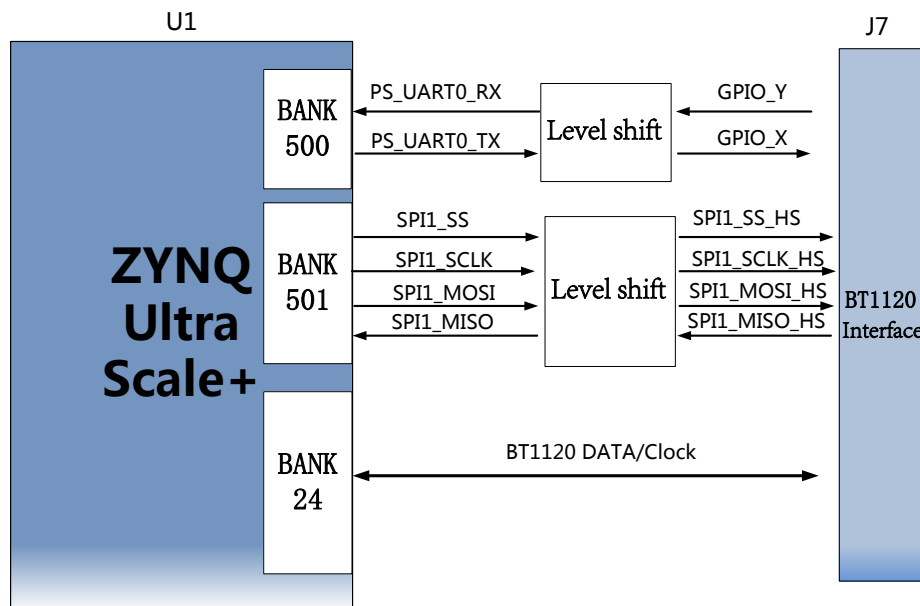 U1
J7
BANK
500
PS_UART0_RX
PS_UART0_TX
Level shift
GPIO_Y
GPIO_X
ZYNQ
Ultra
Scale+
BANK
501
SPI1_SS
SPI1_SCLK
SPI1_MOSI
SPI1_MISO
Level shift
SPI1_SS_HS
SPI1_SCLK_HS
SPI1_MOSI_HS
SPI1_MISO_HS
BT1120
Interface
BANK
24
BT1120 DATA/Clock